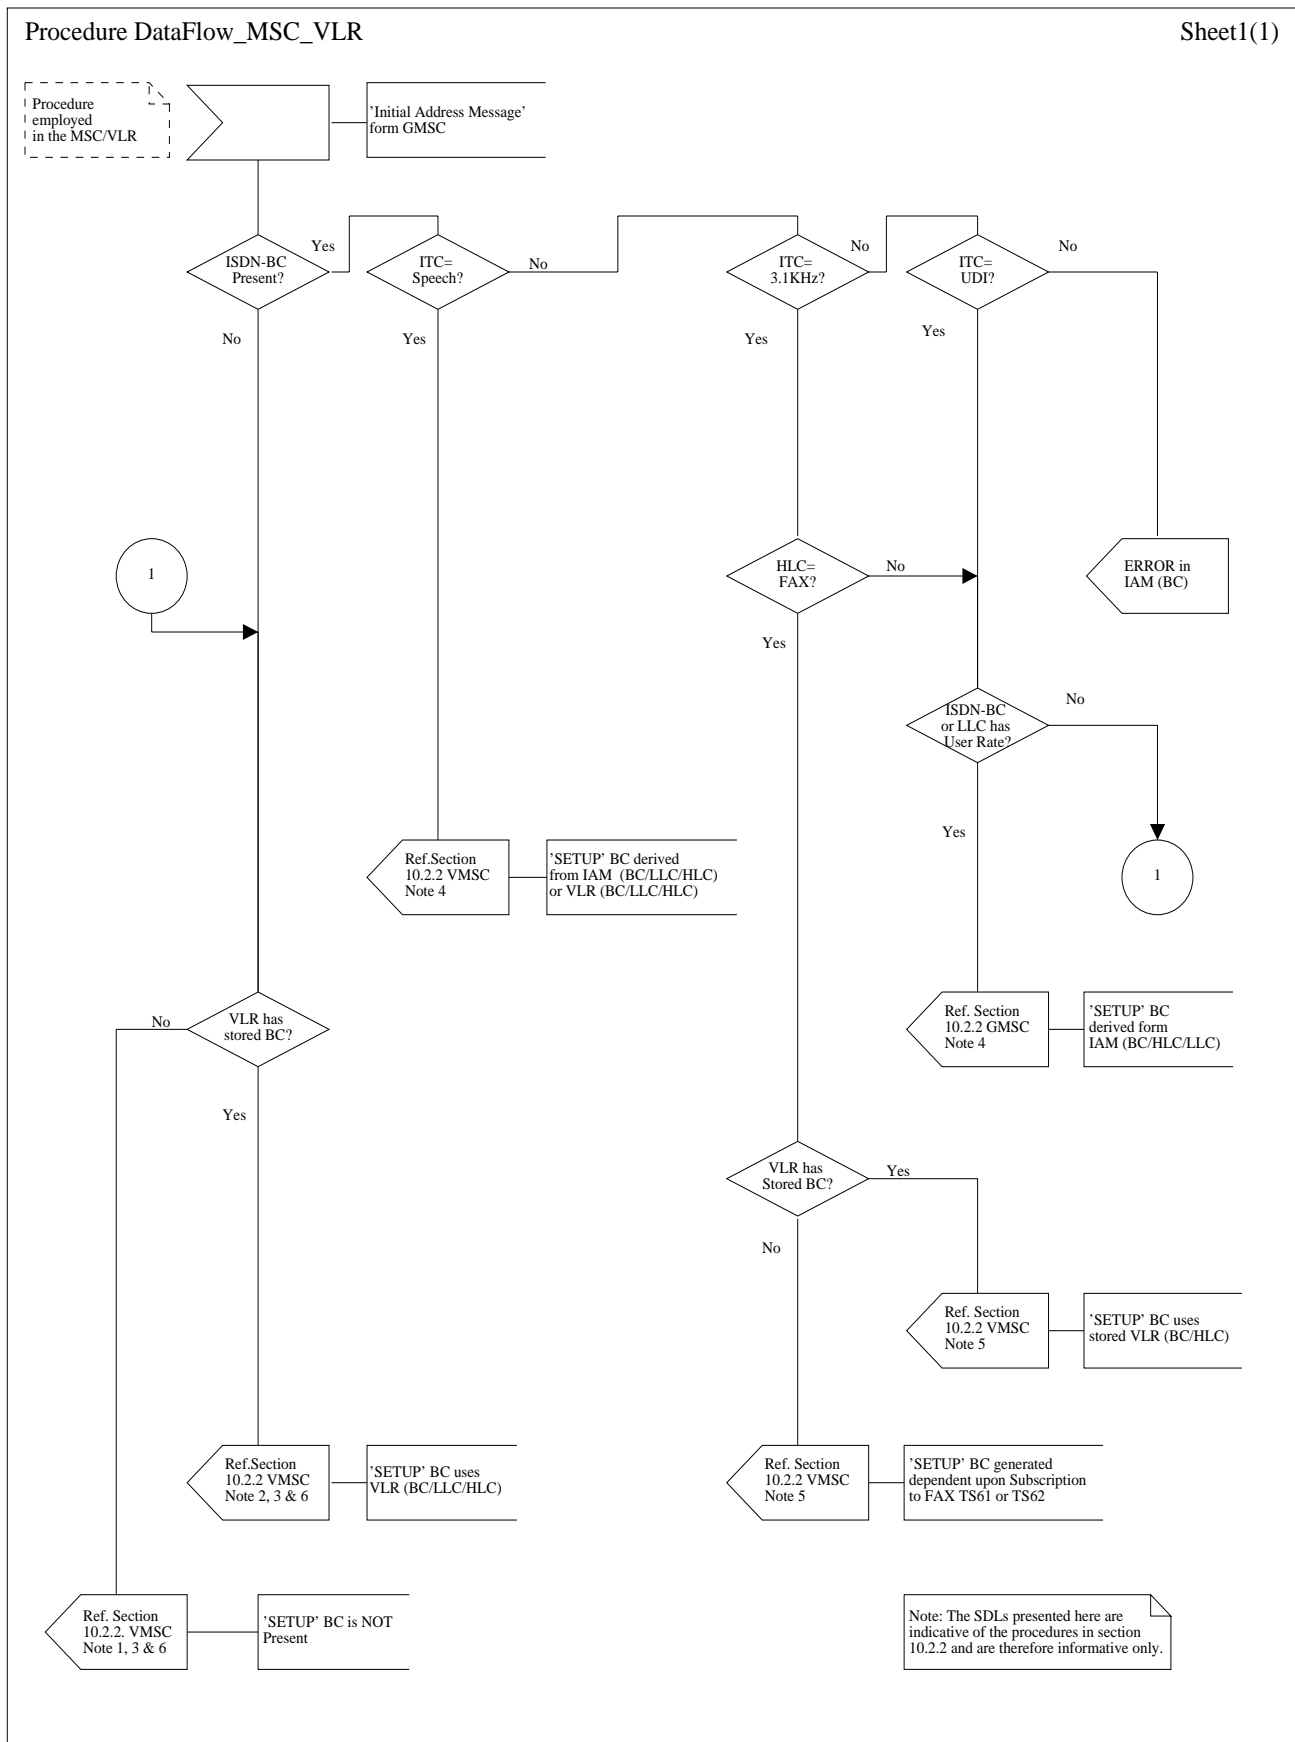 Procedure DataFlow_MSC_VLR
Sheet1(1)
Procedure
employed
in the MSC/VLR
'Initial Address Message'
form GMSC
ISDN-BC
Present?
Yes
No
ITC=
Speech?
No
Yes
ITC=
3.1KHz?
No
Yes
ITC=
UDI?
No
Yes
1
HLC=
FAX?
No
Yes
ERROR in
IAM (BC)
ISDN-BC
or LLC has
User Rate?
No
Yes
Ref.Section
10.2.2 VMSC
Note 4
'SETUP' BC derived
from IAM (BC/LLC/HLC)
or VLR (BC/LLC/HLC)
1
VLR has
stored BC?
No
Yes
Ref. Section
10.2.2 GMSC
Note 4
'SETUP' BC
derived form
IAM (BC/HLC/LLC)
VLR has
Stored BC?
Yes
No
Ref. Section
10.2.2 VMSC
Note 5
'SETUP' BC uses
stored VLR (BC/HLC)
Ref.Section
10.2.2 VMSC
Note 2, 3 & 6
'SETUP' BC uses
VLR (BC/LLC/HLC)
Ref. Section
10.2.2 VMSC
Note 5
'SETUP' BC generated
dependent upon Subscription
to FAX TS61 or TS62
Ref. Section
10.2.2. VMSC
Note 1, 3 & 6
'SETUP' BC is NOT
Present
Note: The SDLs presented here are
indicative of the procedures in section
10.2.2 and are therefore informative only.